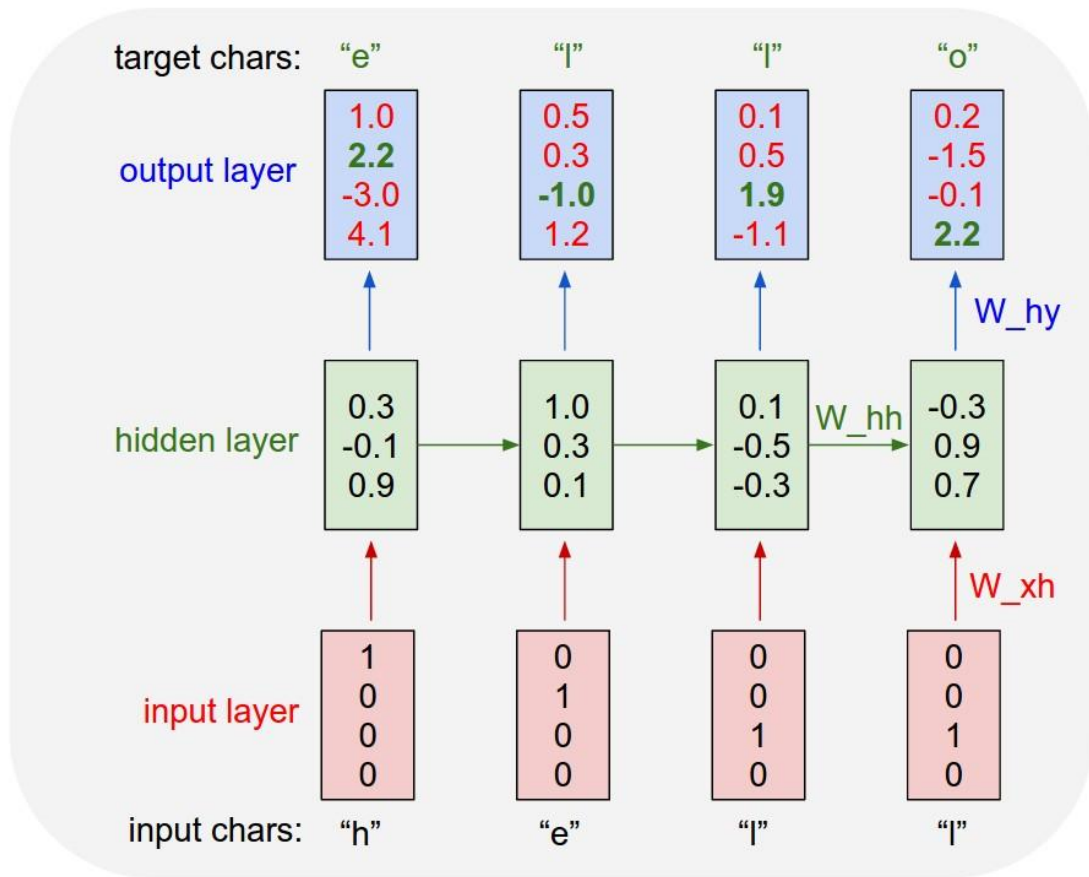 target chars: “e” “l” “l” “o”
1.0 0.5 0.1 0.2
2.2 0.3 0.5 -1.5
output layer
-3.0 -1.0 1.9 -0.1
4.1 1.2 -1.1 2.2
W_hy
0.3 1.0 0.1 -0.3
W_hh
hidden layer -0.1 0.3 -0.5 0.9
0.9 0.1 -0.3 0.7
W_xh
1 0 0 0
0 1 0 0
input layer
0 0 1 1
0 0 0 0
input chars: “h” “e” “l” “l”